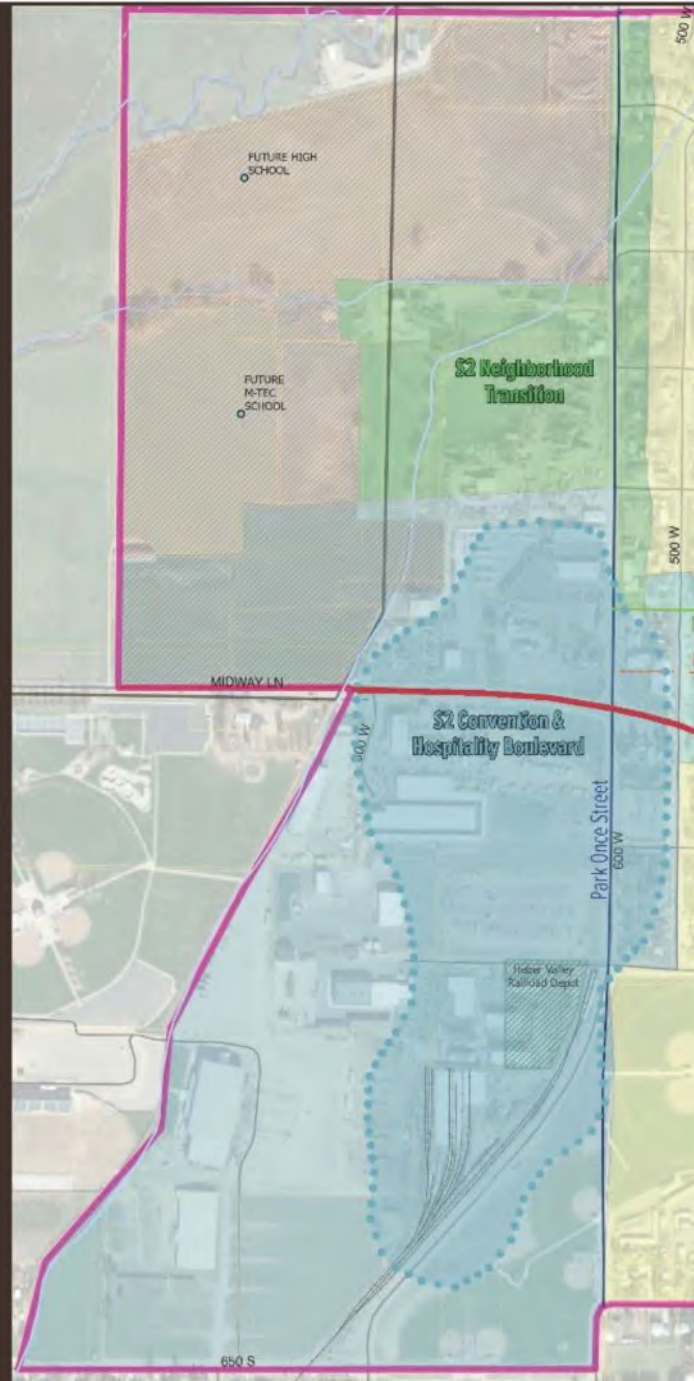 500 W
FUTURE HIGH
SCHOOL
S2 Neighborhood
Transition
FUTURE
M-TEC
SCHOOL
500 W
MIDWAY LN
S2 Convention &
Hospitality Boulevard
900 W
Park Once Street
600 W
Heber Valley
Railroad Depot
650 S